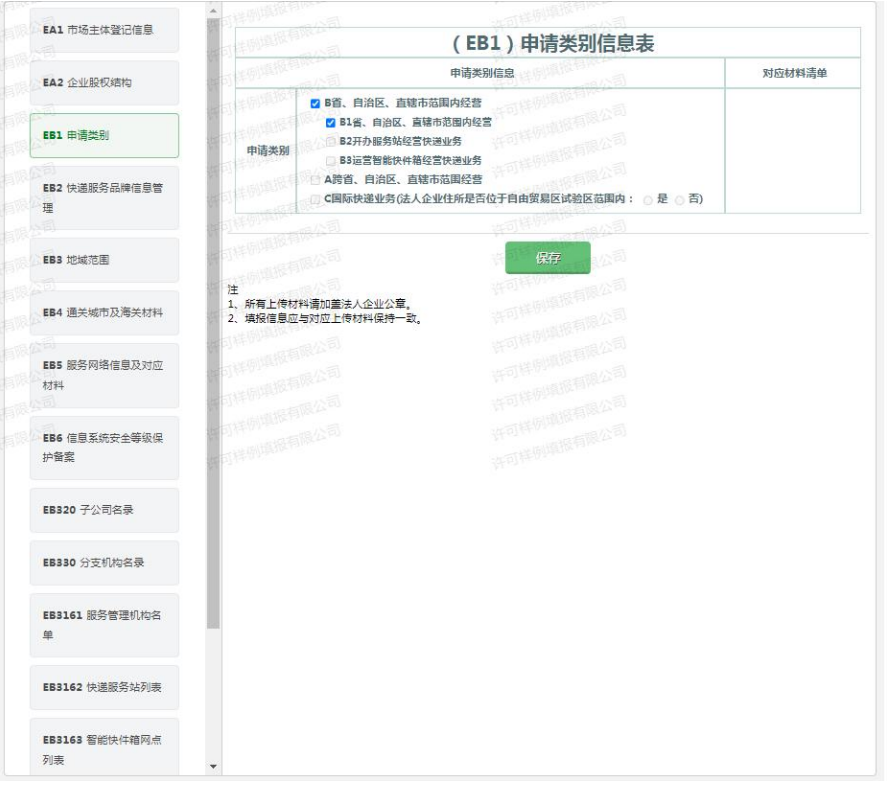 EA1 市场主体登记信息
EA2 企业股权结构
EB1 申请类别
EB2 快递服务品牌信息管
理
EB3 地域范围
EB4 通关城市及海关材料
EB5 服务网络信息及对应
材料
EB6 信息系统安全等级保
护备案
EB320 子公司名录
EB330 分支机构名录
EB3161 服务管理机构名
单
EB3162 快递服务站列表
EB3163 智能快件箱网点
列表
（EB1）申请类别信息表
申请类别信息 对应材料清单
申请类别
B省、自治区、直辖市范围内经营
B1省、自治区、直辖市范围内经营
B2开办服务站经营快递业务
B3运营智能快件箱经营快递业务
A跨省、自治区、直辖市范围经营
C国际快递业务(法人企业住所是否位于自由贸易区试验区范围内： 是 否)
保存
注
1、所有上传材料请加盖法人企业公章。
2、填报信息应与对应上传材料保持一致。
许可样例填报有限公司